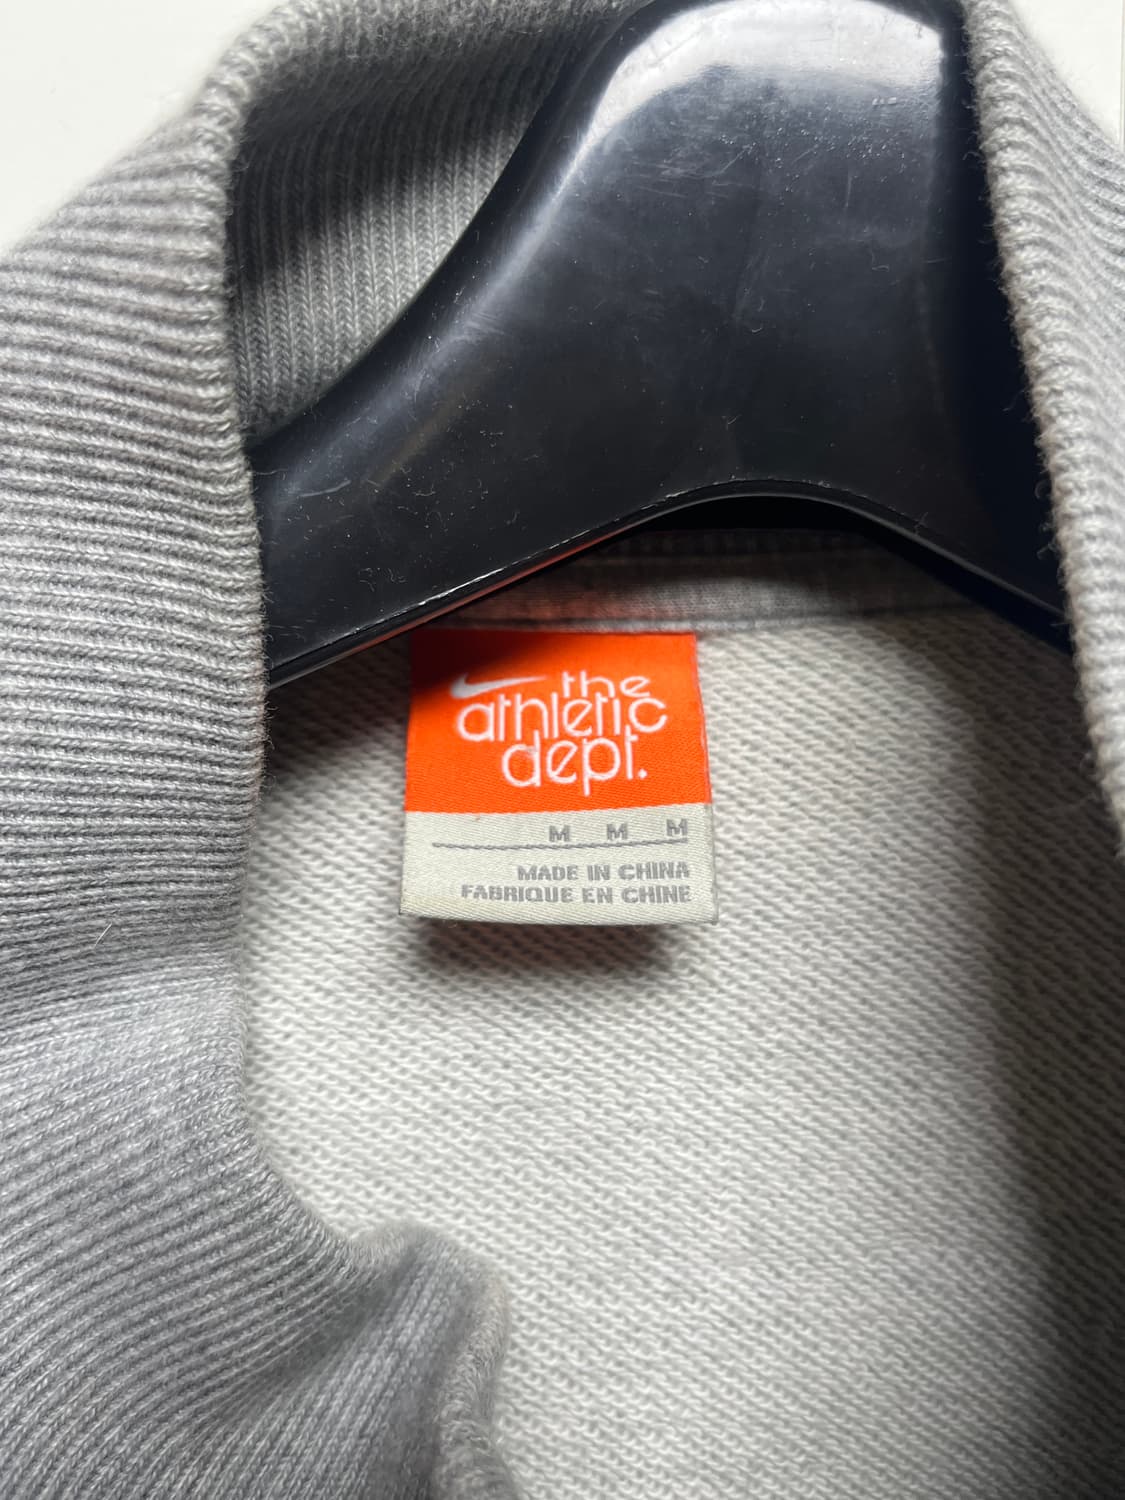 the
athletic
dept.
M M M
MADE IN CHINA
FABRIQUE EN CHINE